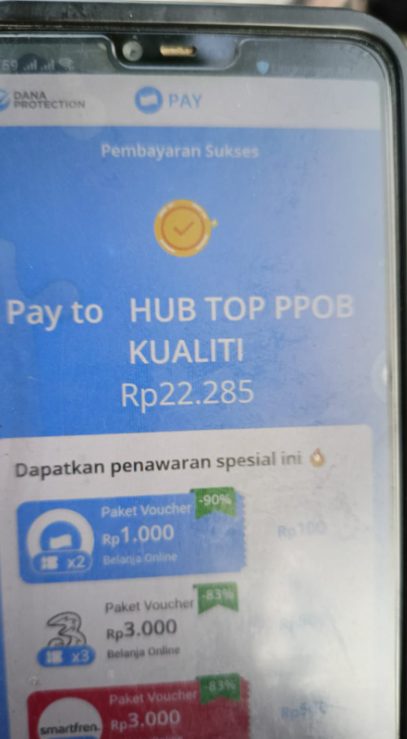 59
DANA
PROTECTION
PAY
Pembayaran Sukses
Pay to HUB TOP PPOB
KUALITI
Rp22.285
Dapatkan penawaran spesial ini
-90%
Paket Voucher
Rp1.000
Belanja Online
x2
Rp100
-83%
Paket Voucher
Rp3.000
Belanja Online
x3
-83%
Paket Voucher
Rp3.000
smartfren